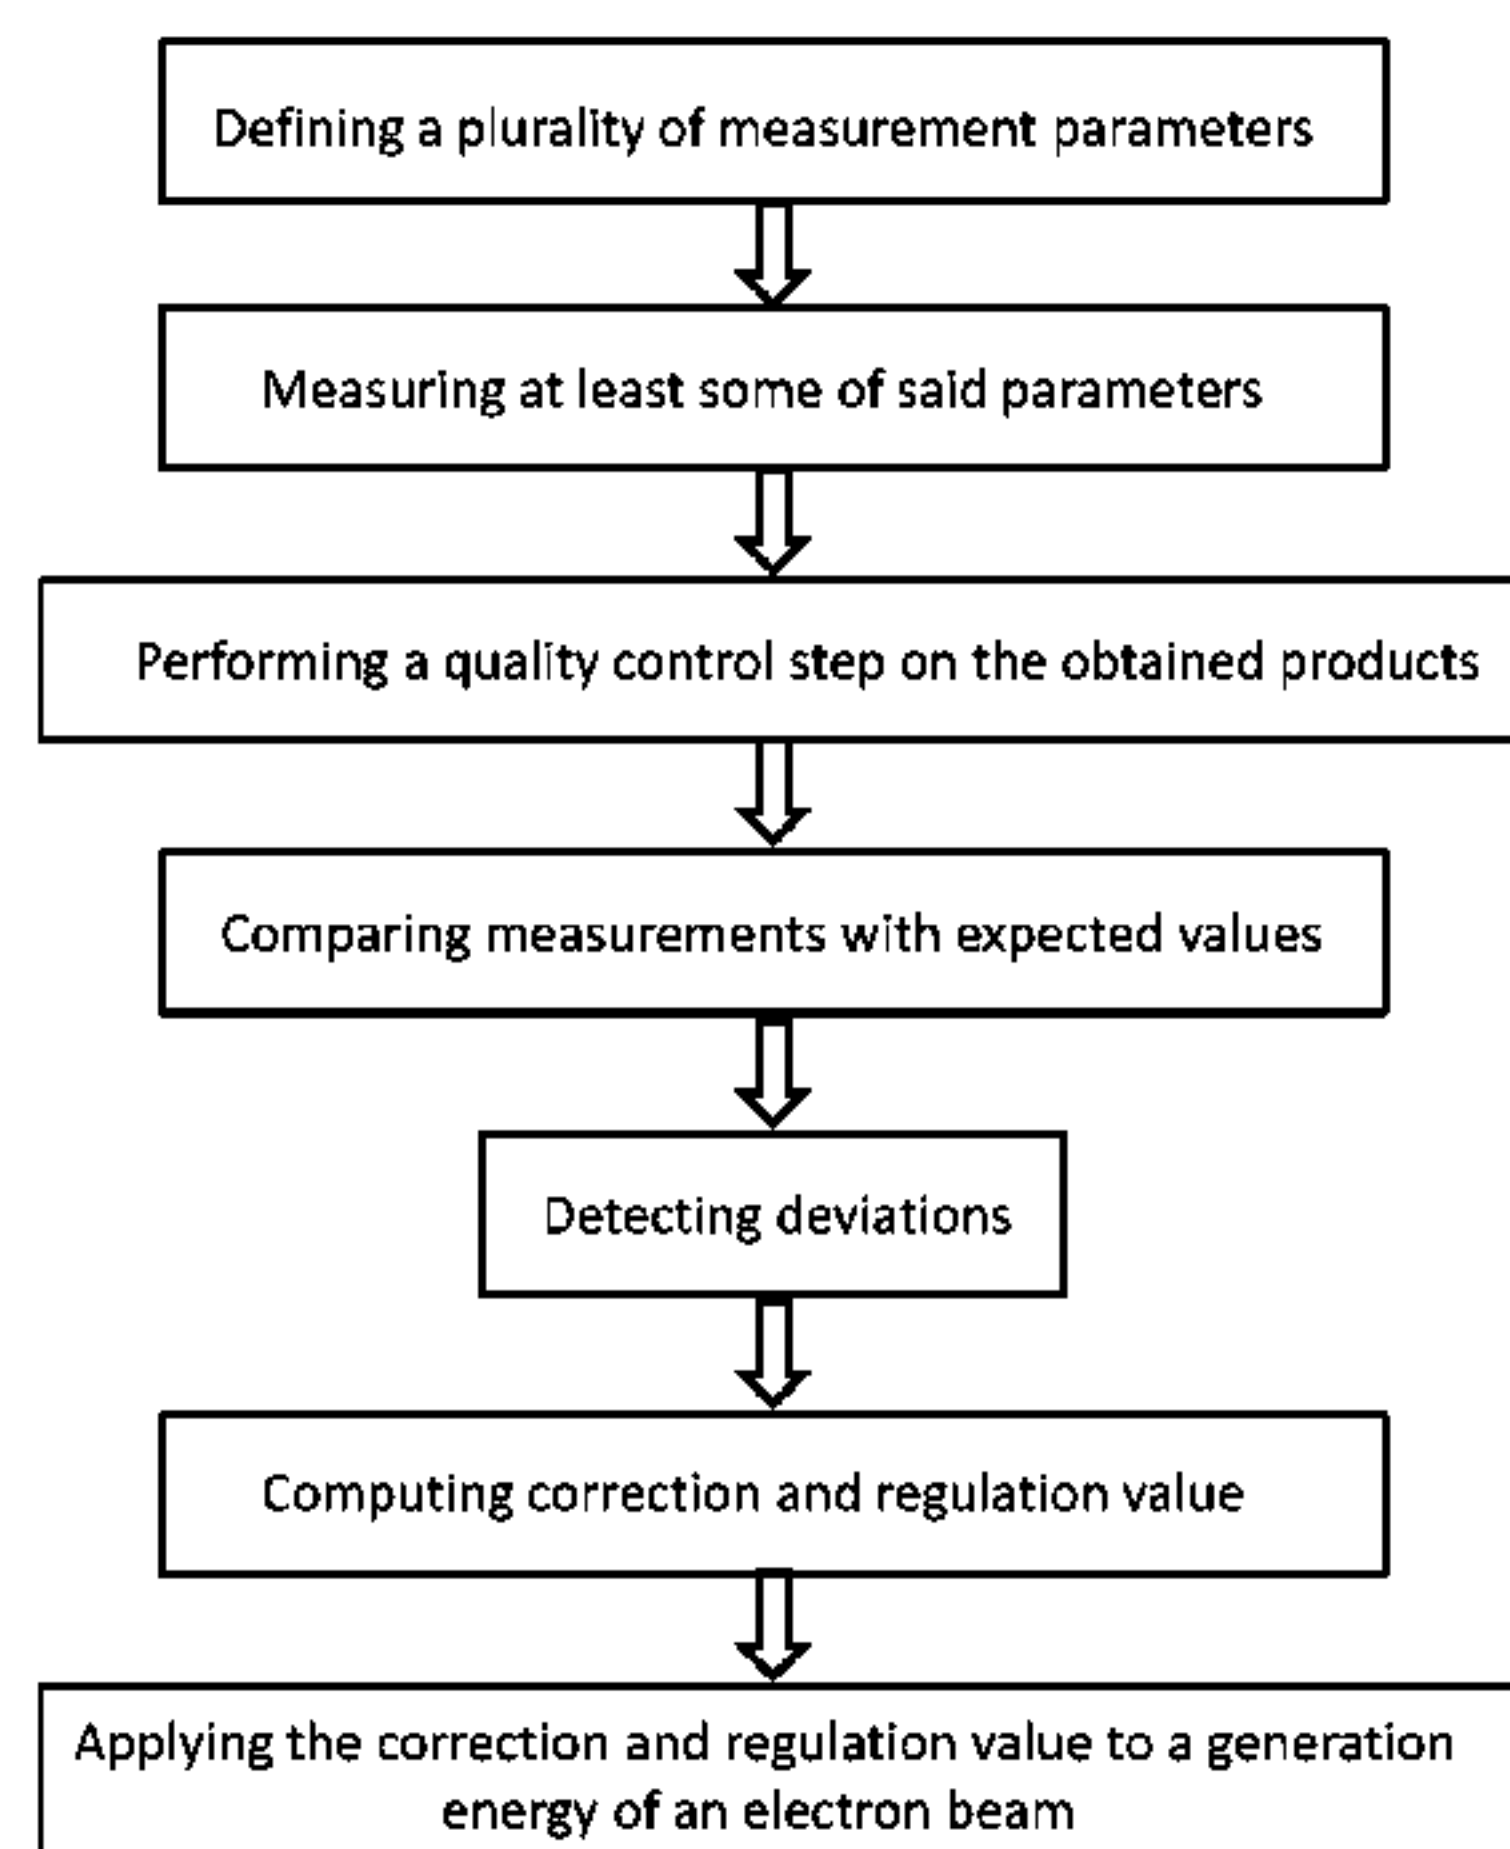 Defining a plurality of measurement parameters
Measuring at least some of said parameters
Performing a quality control step on the obtained products
Comparing measurements with expected values
Detecting deviations
Computing correction and regulation value
Applying the correction and regulation value to a generation
energy of an electron beam